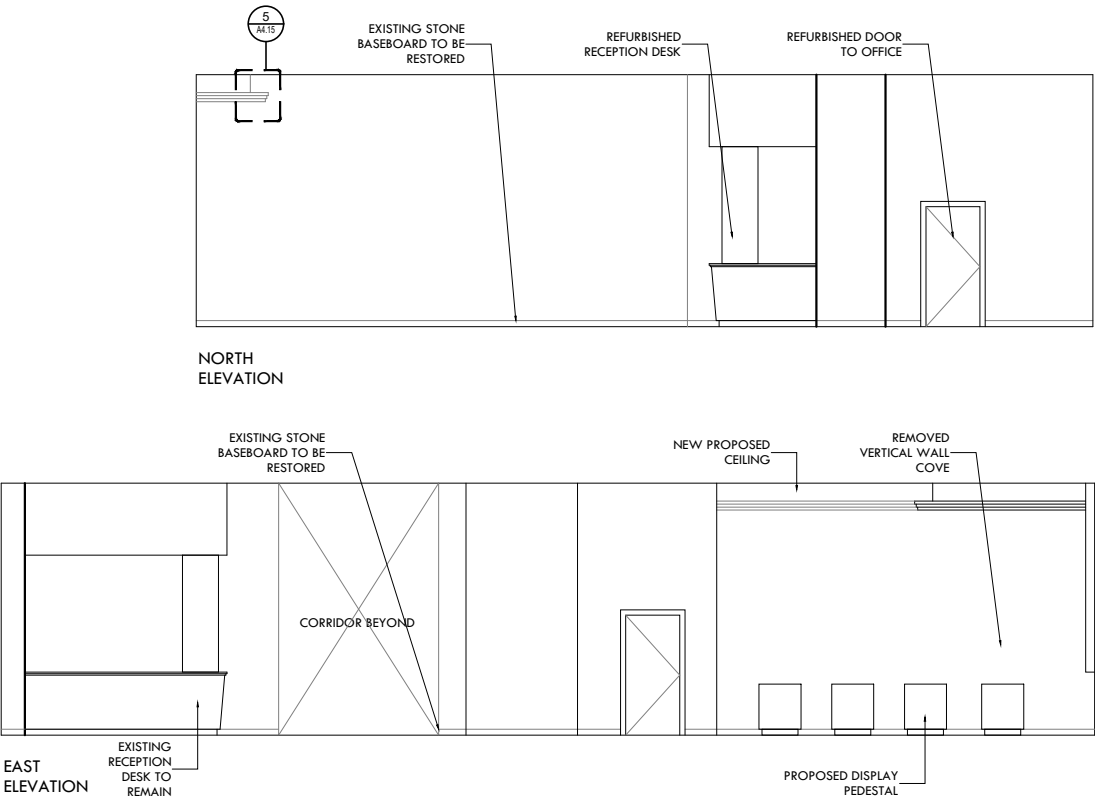 5
A4.15
EXISTING STONE
BASEBOARD TO BE
RESTORED
REFURBISHED
RECEPTION DESK
REFURBISHED DOOR
TO OFFICE
NORTH
ELEVATION
EXISTING STONE
BASEBOARD TO BE
RESTORED
NEW PROPOSED
CEILING
REMOVED
VERTICAL WALL
COVE
CORRIDOR BEYOND
EXISTING
RECEPTION
DESK TO
REMAIN
EAST
ELEVATION
PROPOSED DISPLAY
PEDESTAL